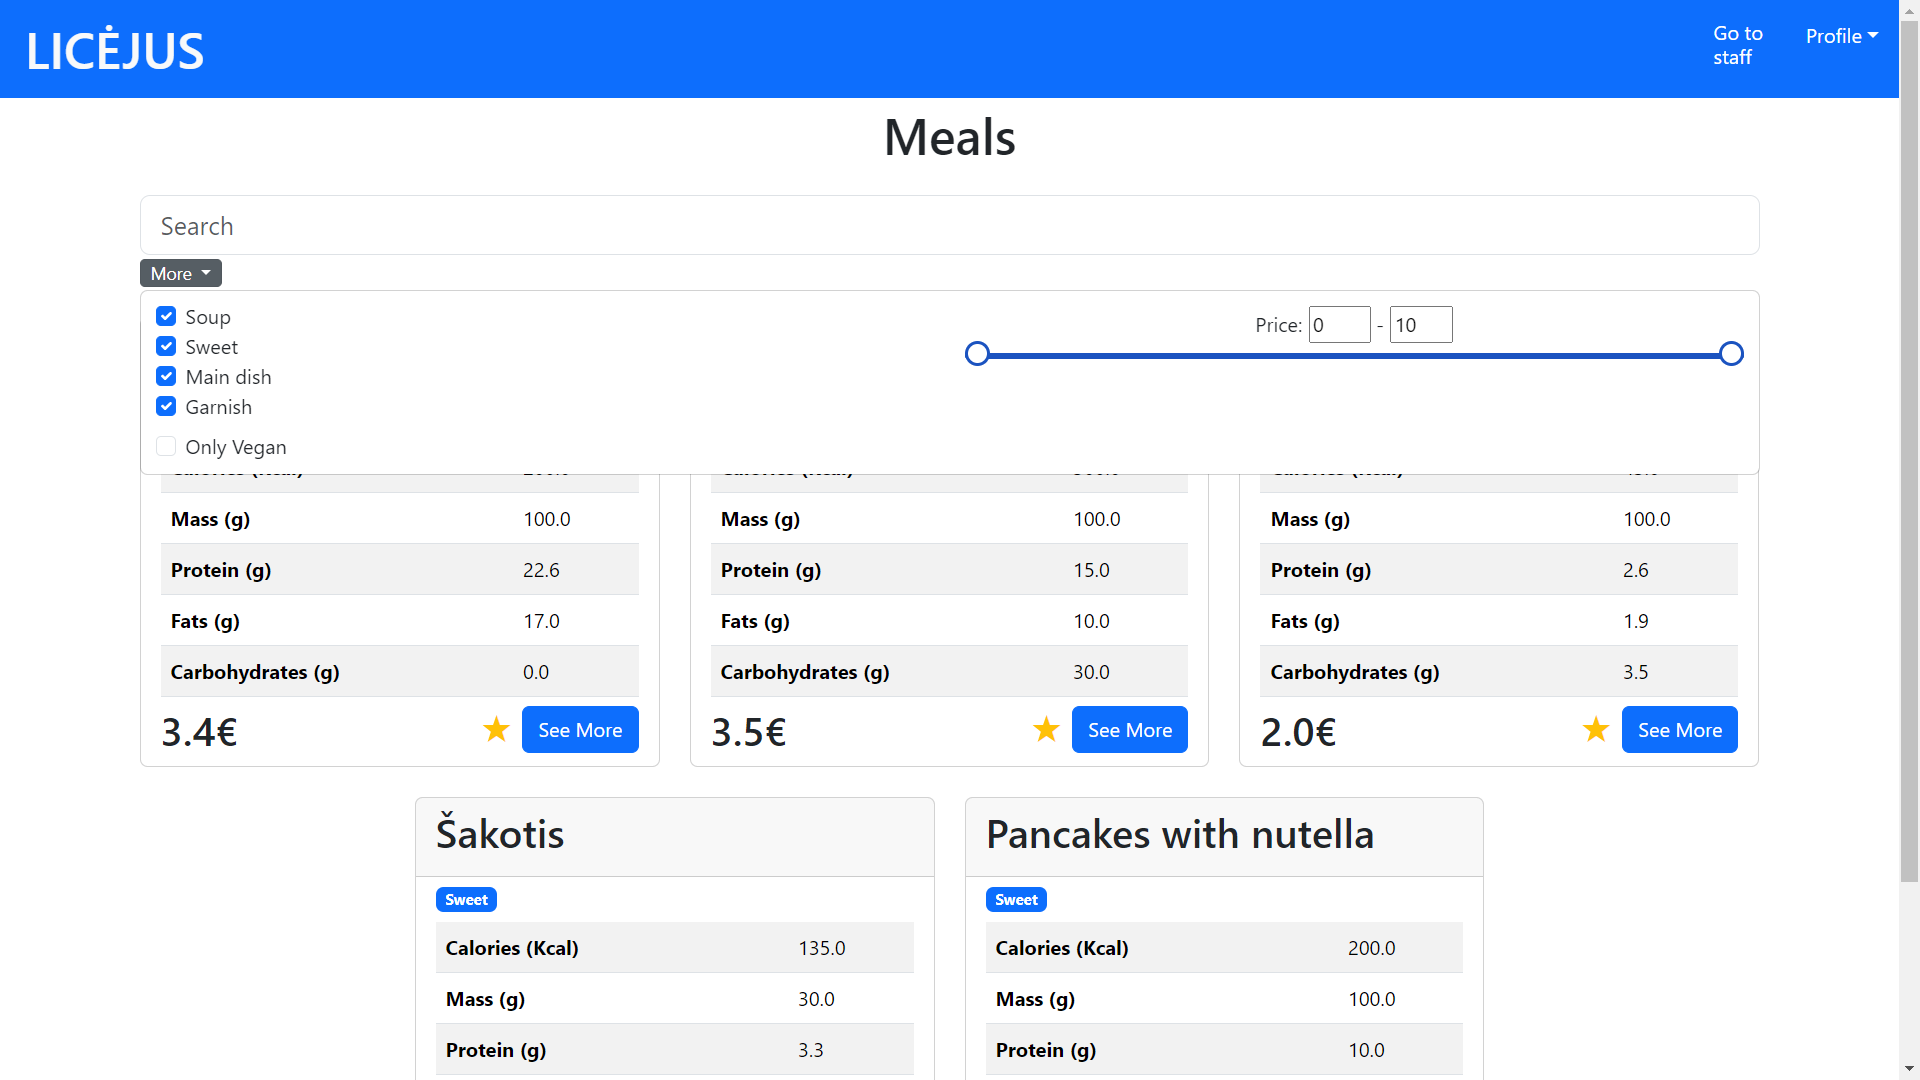 LICĖJUS
Go to
staff
Profile
Meals
Search
More
Soup
Sweet
Main dish
Garnish
Only Vegan
Price: 0 - 10
Mass (g) 100.0
Protein (g) 22.6
Fats (g) 17.0
Carbohydrates (g) 0.0
3.4€ ★ See More
Mass (g) 100.0
Protein (g) 15.0
Fats (g) 10.0
Carbohydrates (g) 30.0
3.5€ ★ See More
Mass (g) 100.0
Protein (g) 2.6
Fats (g) 1.9
Carbohydrates (g) 3.5
2.0€ ★ See More
Šakotis
Sweet
Calories (Kcal) 135.0
Mass (g) 30.0
Protein (g) 3.3
Pancakes with nutella
Sweet
Calories (Kcal) 200.0
Mass (g) 100.0
Protein (g) 10.0